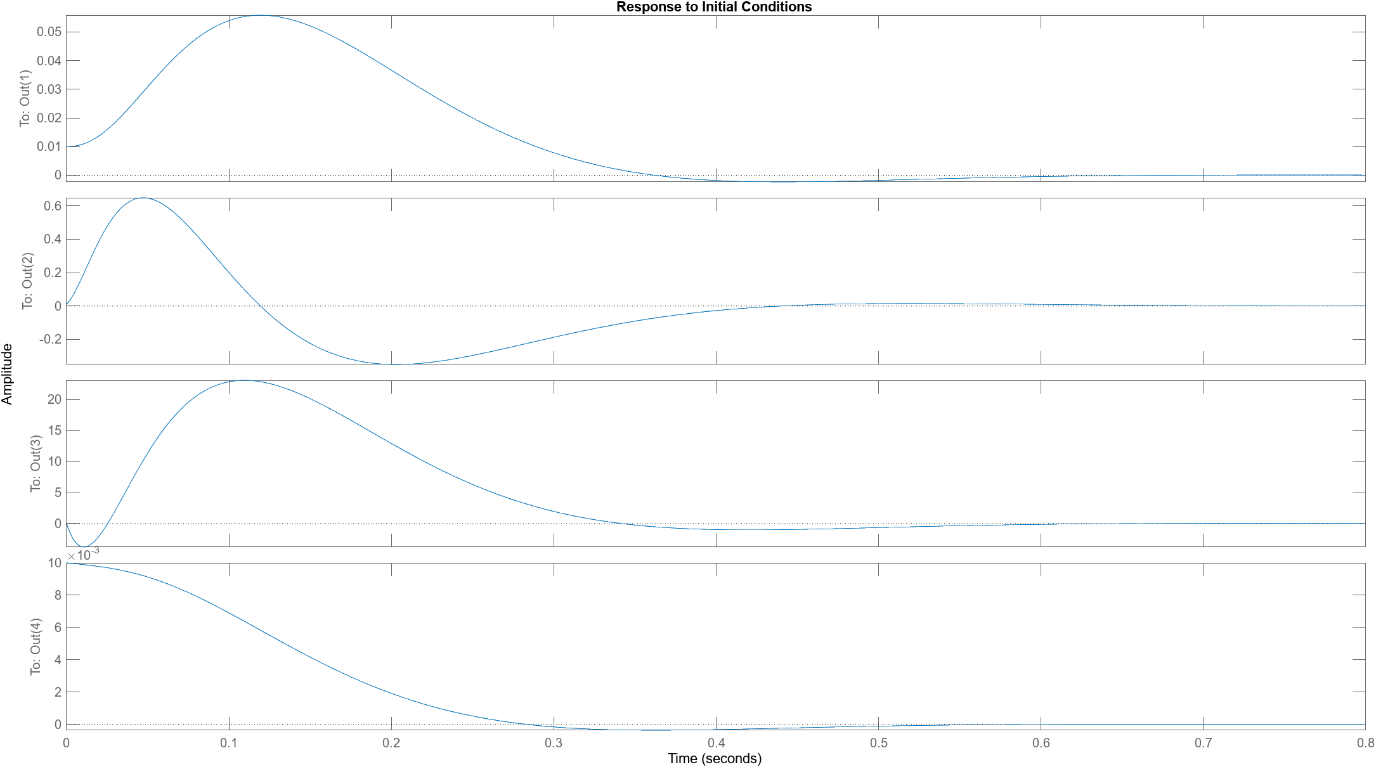 Response to Initial Conditions
Amplitude
To: Out(1)
0.05
0.04
0.03
0.02
0.01
0
To: Out(2)
0.6
0.4
0.2
0
-0.2
To: Out(3)
20
15
10
5
0
×10-3
To: Out(4)
10
8
6
4
2
0
0 0.1 0.2 0.3 0.4 0.5 0.6 0.7 0.8
Time (seconds)